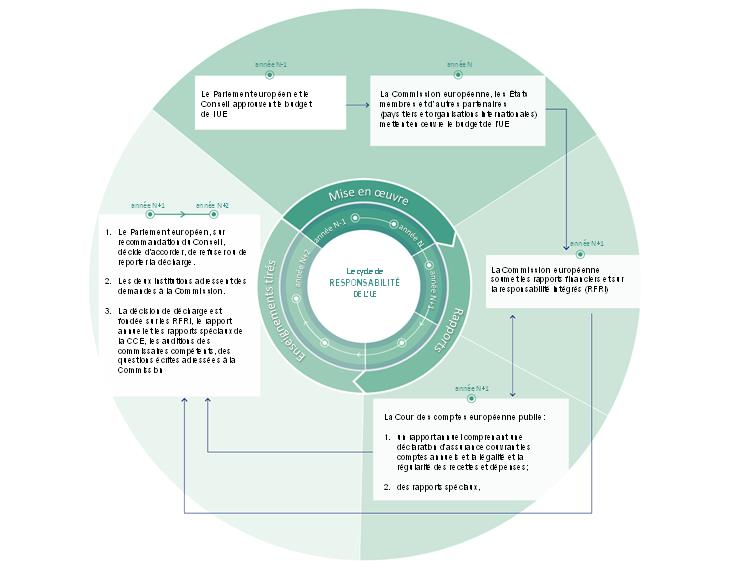 année N-1
Le Parlement européen et le
Conseil approuvent le budget
de l'UE
année N
La Commission européenne, les États
membres et d'autres partenaires
(pays tiers et organisations internationales)
mettent en œuvre le budget de l'UE
année N+1
La Commission européenne
soumet les rapports financiers et sur
la responsabilité intégrés (RFRI)
année N+1
La Cour des comptes européenne publie :
1. un rapport annuel comprenant une
déclaration d'assurance couvrant les
comptes annuels et la légalité et la
régularité des recettes et dépenses;
2. des rapports spéciaux,
année N+1
année N+2
1. Le Parlement européen, sur
recommandation du Conseil,
décide d'accorder, de refuser ou de
reporter la décharge.
2. Les deux institutions adressent des
demandes à la Commission.
3. La décision de décharge est
fondée sur les RFRI, le rapport
annuel et les rapports spéciaux de
la CCE, les auditions des
commissaires compétents, des
questions écrites adressées à la
Commission
Mise en œuvre
Rapports
Enseignements tirés
année N-1
année N
année N+1
année N+2
Le cycle de
RESPONSABILITÉ
DE L'UE